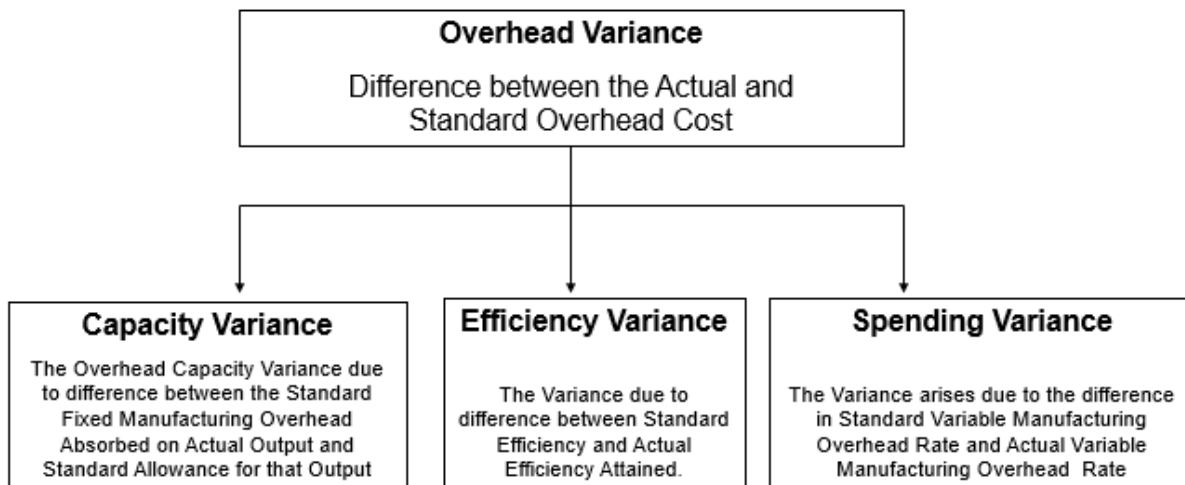 Overhead Variance
Difference between the Actual and
Standard Overhead Cost
Capacity Variance
The Overhead Capacity Variance due
to difference between the Standard
Fixed Manufacturing Overhead
Absorbed on Actual Output and
Standard Allowance for that Output
Efficiency Variance
The Variance due to
difference between Standard
Efficiency and Actual
Efficiency Attained.
Spending Variance
The Variance arises due to the difference
in Standard Variable Manufacturing
Overhead Rate and Actual Variable
Manufacturing Overhead Rate